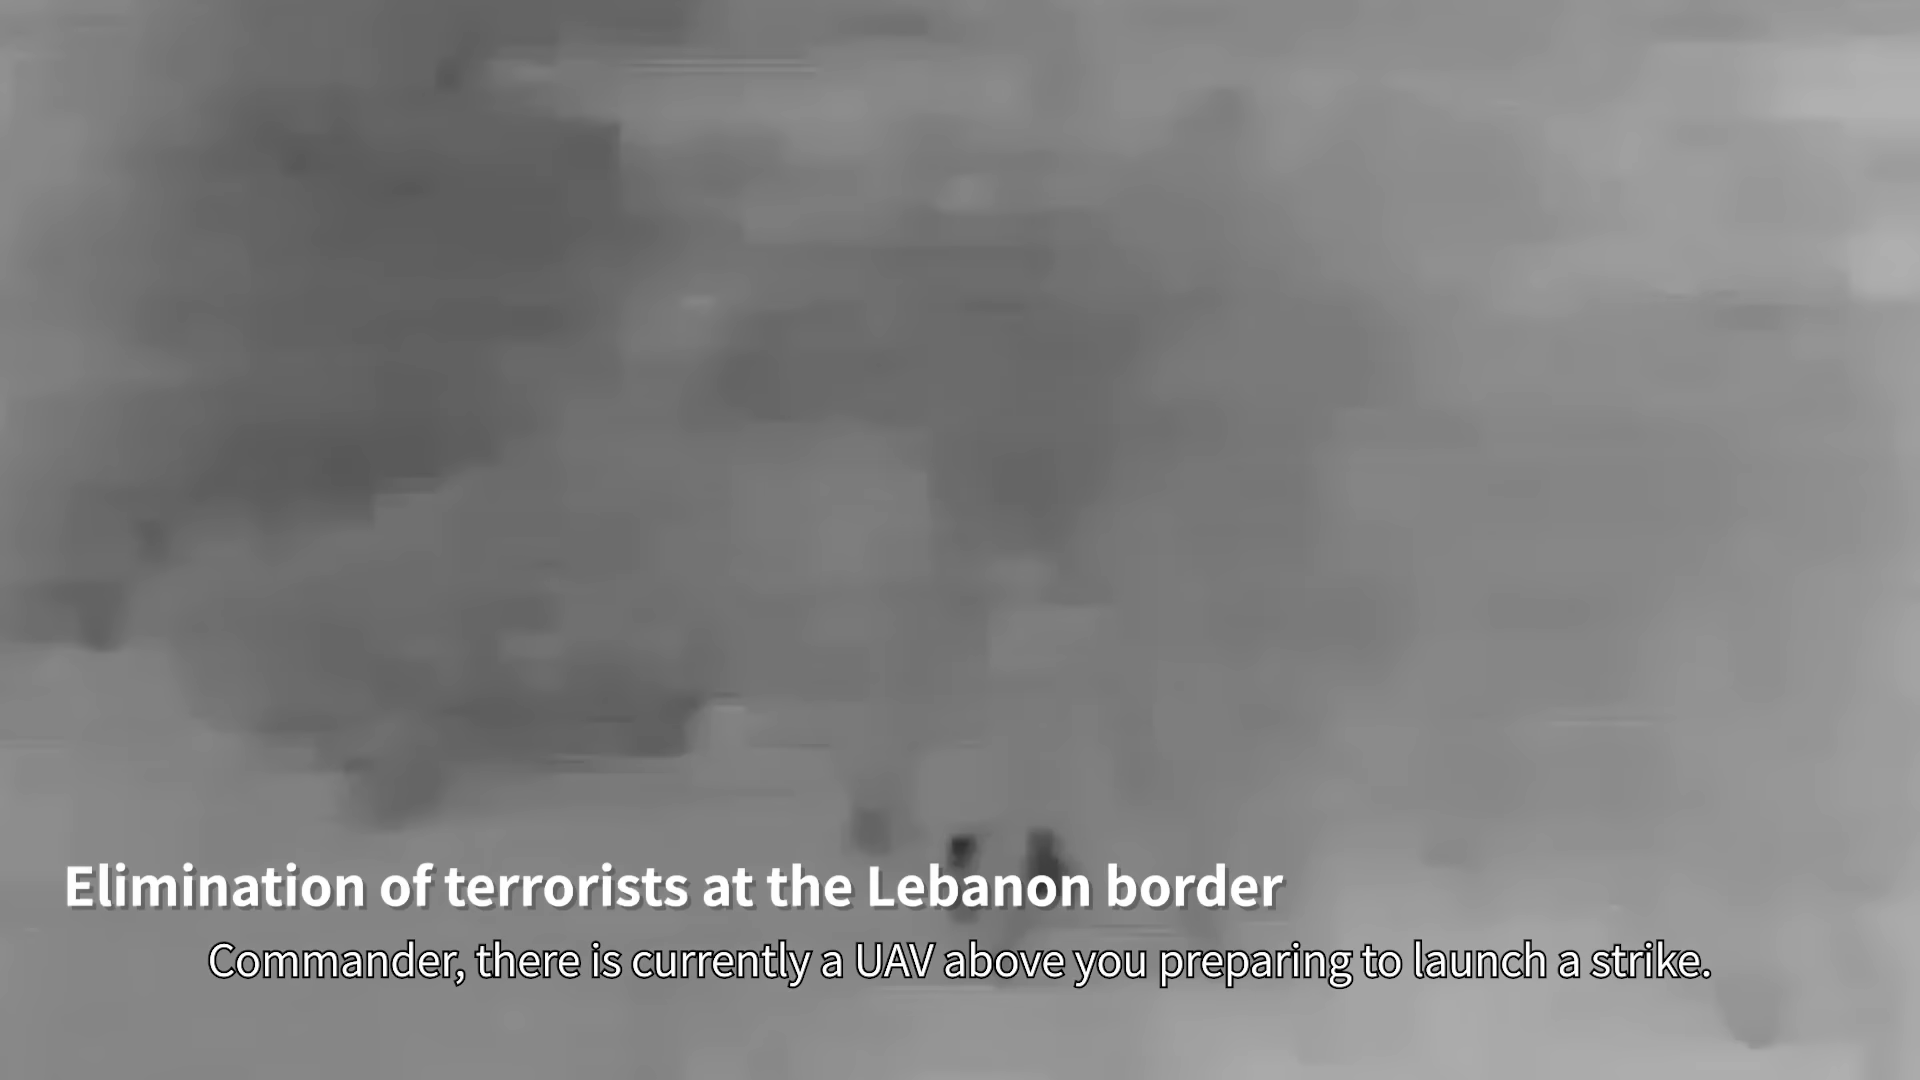 Elimination of terrorists at the Lebanon border
Commander, there is currently a UAV above you preparing to launch a strike.